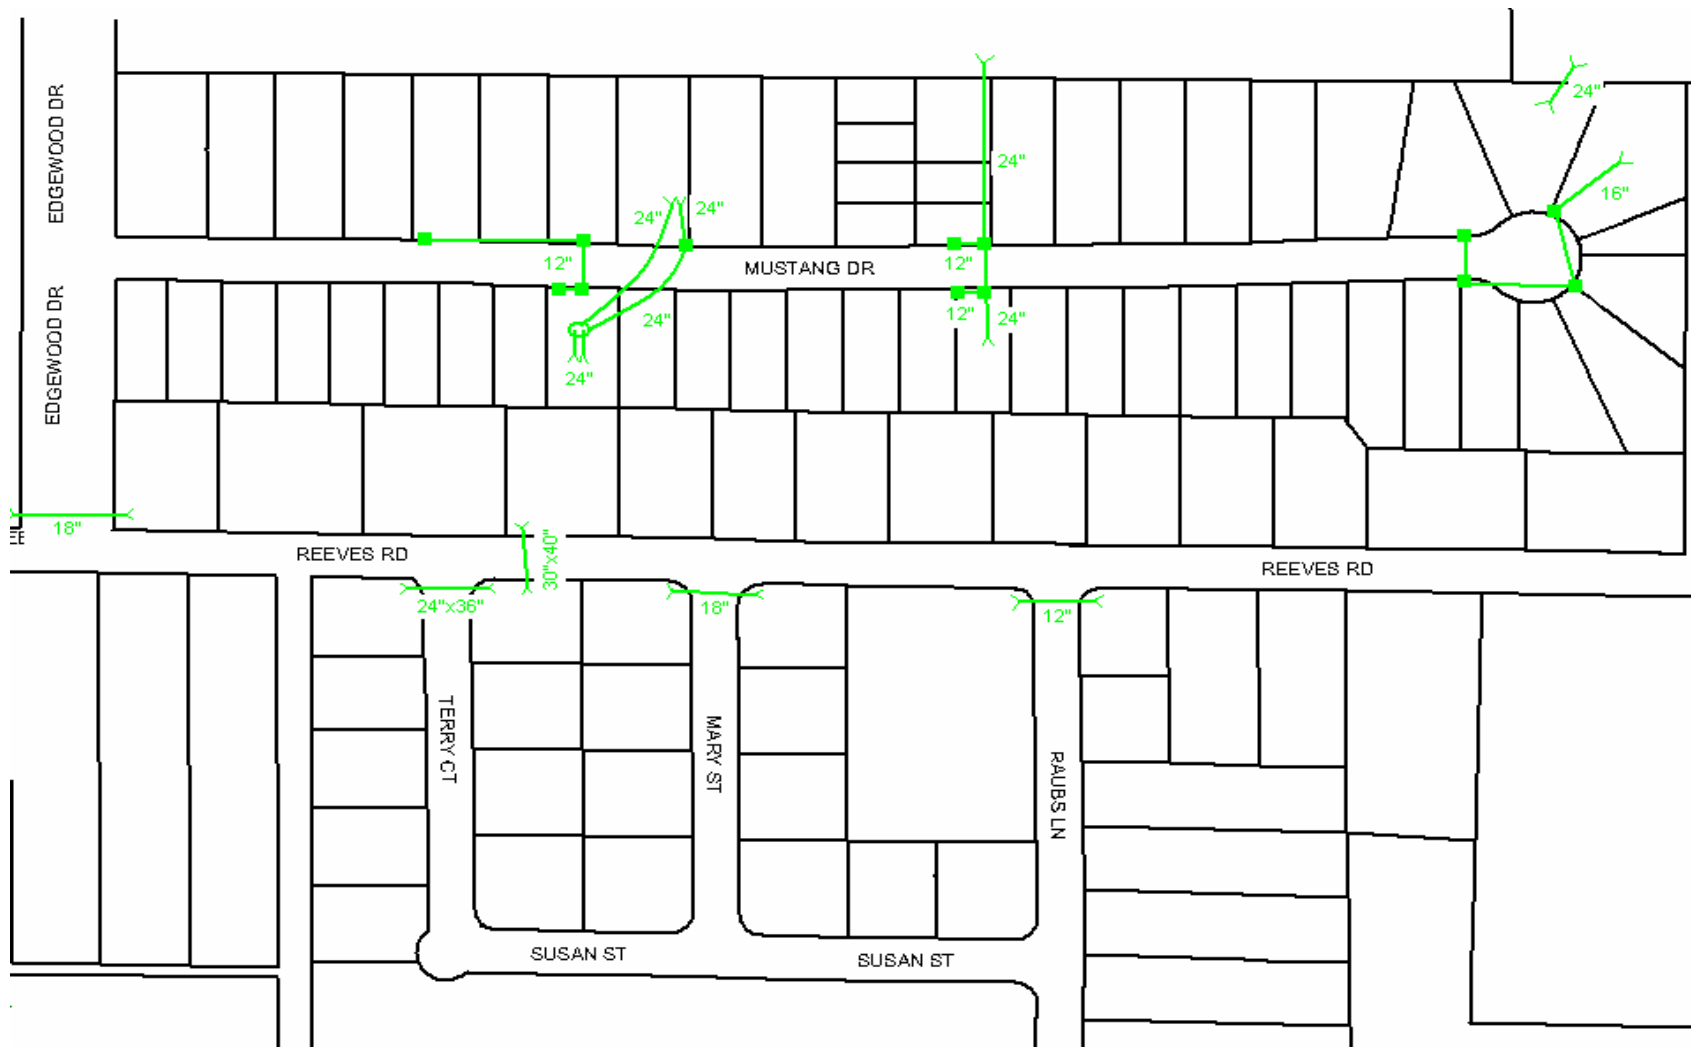 EDGEWOOD DR
24"
24"
16"
24"
24"
12"
MUSTANG DR
12"
EDGEWOOD DR
24"
12"
24"
24"
18"
EE
REEVES RD
30"x40"
REEVES RD
24"x36"
18"
12"
TERRY CT
MARY ST
RAUBS LN
SUSAN ST
SUSAN ST